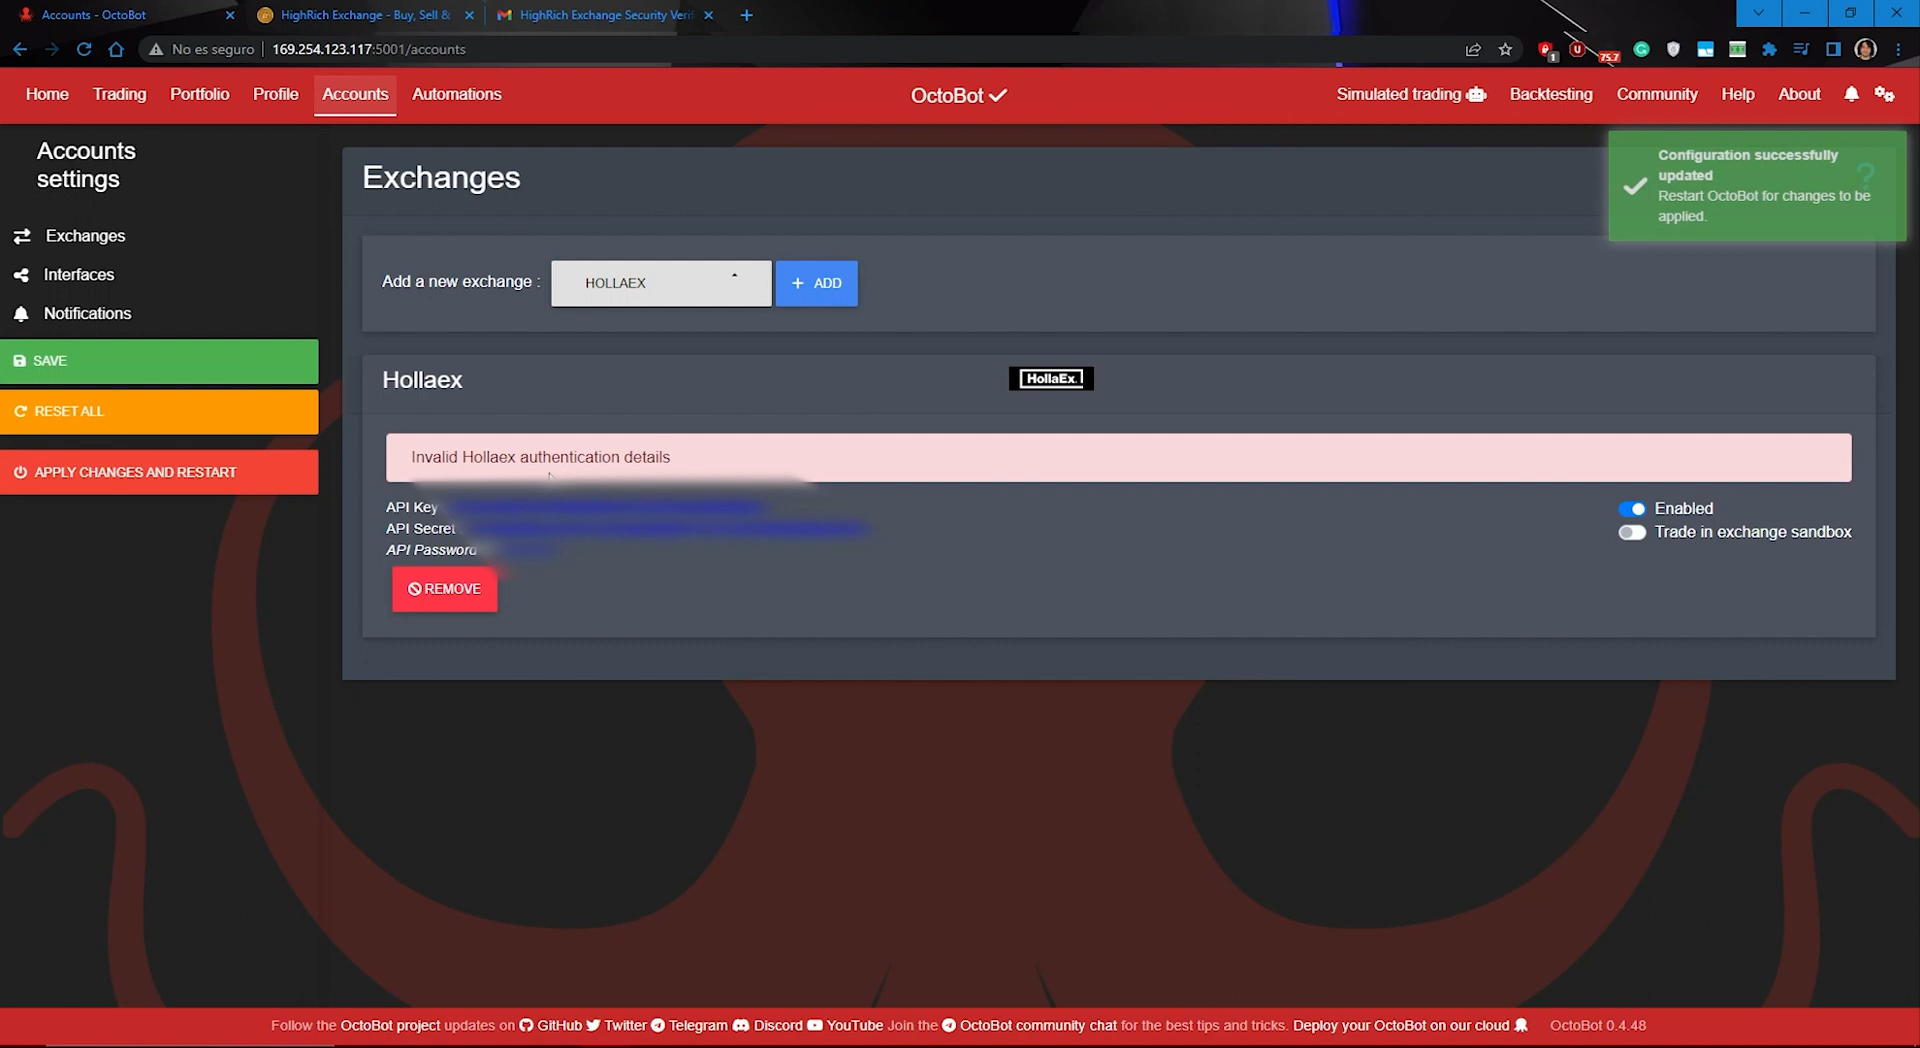 Accounts - OctoBot
HighRich Exchange - Buy, Sell &
HighRich Exchange Security Verif
No es seguro
169.254.123.117:5001/accounts
1
75.7
Home
Trading
Portfolio
Profile
Accounts
Automations
OctoBot
Simulated trading
Backtesting
Community
Help
About
Accounts
settings
Exchanges
Interfaces
Notifications
SAVE
RESET ALL
APPLY CHANGES AND RESTART
Exchanges
Configuration successfully
updated
Restart OctoBot for changes to be
applied.
?
Add a new exchange :
HOLLAEX
+ ADD
Hollaex
HollaEx
Invalid Hollaex authentication details
API Key
API Secret
API Password
Enabled
Trade in exchange sandbox
REMOVE
Follow the OctoBot project updates on GitHub Twitter Telegram Discord YouTube Join the OctoBot community chat for the best tips and tricks. Deploy your OctoBot on our cloud OctoBot 0.4.48